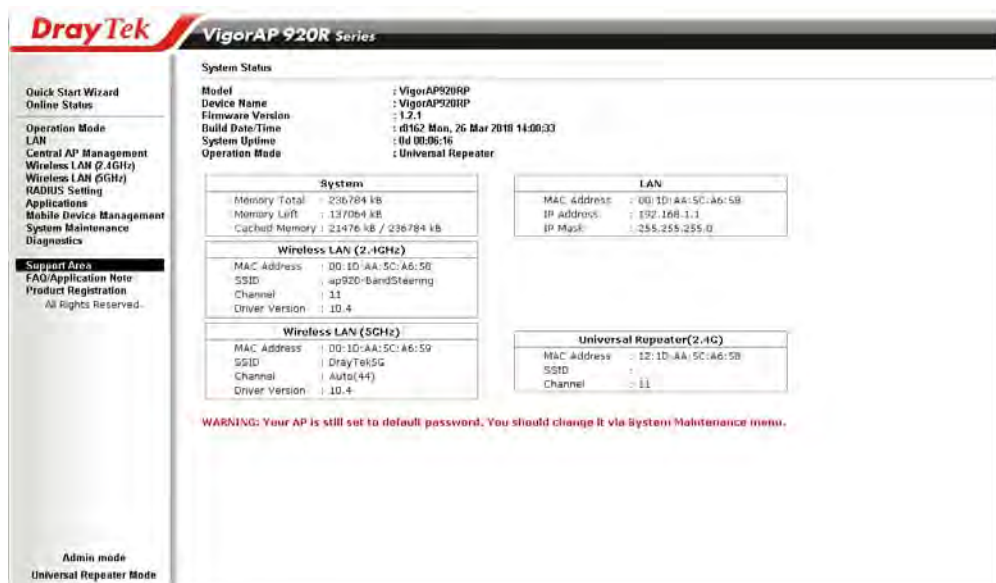 DrayTek
VigorAP 920R Series
Quick Start Wizard
Online Status
Operation Mode
LAN
Central AP Management
Wireless LAN (2.4GHz)
Wireless LAN (5GHz)
RADIUS Setting
Applications
Mobile Device Management
System Maintenance
Diagnostics
Support Area
FAQ/Application Note
Product Registration
All Rights Reserved.
Admin mode
Universal Repeater Mode
System Status
Model : VigorAP920RP
Device Name : VigorAP920RP
Firmware Version : 1.2.1
Build Date/Time : r8162 Mon, 26 Mar 2018 14:00:33
System Uptime : 0d 00:06:16
Operation Mode : Universal Repeater
System
Memory Total : 236784 kB
Memory Left : 137064 kB
Cached Memory : 21476 kB / 236784 kB
LAN
MAC Address : 00:1D:AA:5C:A6:58
IP Address : 192.168.1.1
IP Mask : 255.255.255.0
Wireless LAN (2.4GHz)
MAC Address : 00:1D:AA:5C:A6:58
SSID : ap920-BandSteering
Channel : 11
Driver Version : 10.4
Wireless LAN (5GHz)
MAC Address : 00:1D:AA:5C:A6:59
SSID : DrayTek5G
Channel : Auto(44)
Driver Version : 10.4
Universal Repeater(2.4G)
MAC Address : 12:1D:AA:5C:A6:58
SSID :
Channel : 11
WARNING: Your AP is still set to default password. You should change it via System Maintenance menu.